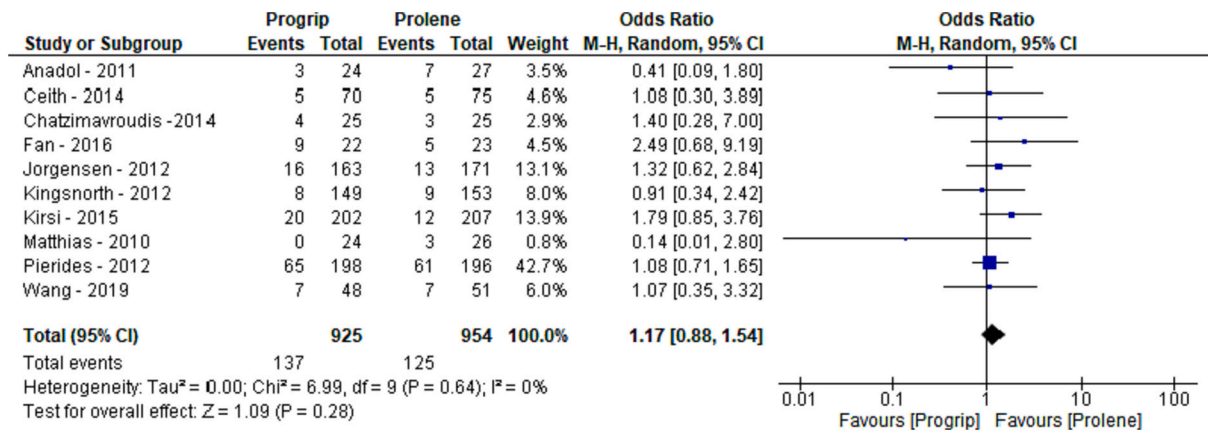 Progrip Prolene Odds Ratio Odds Ratio
Study or Subgroup Events Total Events Total Weight M-H, Random, 95% CI M-H, Random, 95% CI
Anadol - 2011 3 24 7 27 3.5% 0.41 [0.09, 1.80]
Ceith - 2014 5 70 5 75 4.6% 1.08 [0.30, 3.89]
Chatzimavroudis -2014 4 25 3 25 2.9% 1.40 [0.28, 7.00]
Fan - 2016 9 22 5 23 4.5% 2.49 [0.68, 9.19]
Jorgensen - 2012 16 163 13 171 13.1% 1.32 [0.62, 2.84]
Kingsnorth - 2012 8 149 9 153 8.0% 0.91 [0.34, 2.42]
Kirsi - 2015 20 202 12 207 13.9% 1.79 [0.85, 3.76]
Matthias - 2010 0 24 3 26 0.8% 0.14 [0.01, 2.80]
Pierides - 2012 65 198 61 196 42.7% 1.08 [0.71, 1.65]
Wang - 2019 7 48 7 51 6.0% 1.07 [0.35, 3.32]
Total (95% CI) 925 954 100.0% 1.17 [0.88, 1.54]
Total events 137 125
Heterogeneity: Tau² = 0.00; Chi² = 6.99, df = 9 (P = 0.64); I² = 0%
Test for overall effect: Z = 1.09 (P = 0.28)
0.01 0.1 1 10 100
Favours [Progrip] Favours [Prolene]